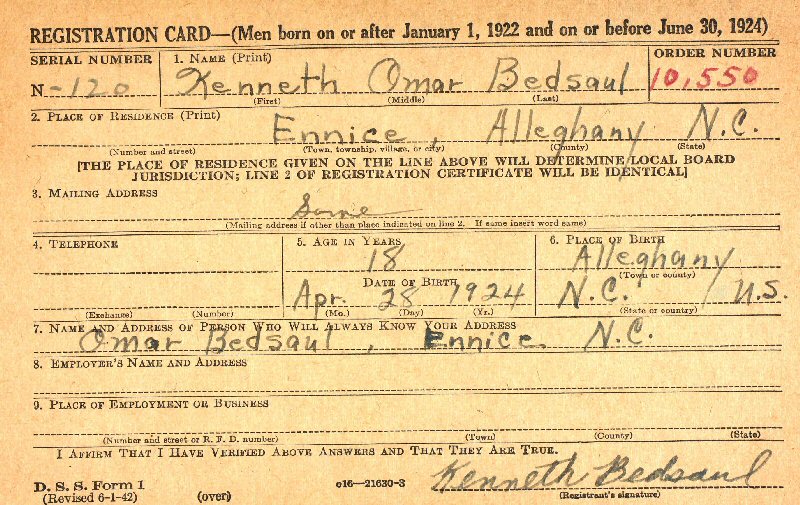 REGISTRATION CARD—(Men born on or after January 1, 1922 and on or before June 30, 1924)
SERIAL NUMBER 1. NAME (Print) ORDER NUMBER
N-120 Kenneth Omar Bedsaul 10,550
(First) (Middle) (Last)
2. PLACE OF RESIDENCE (Print)
Ennice, Alleghany N.C.
(Number and street) (Town, township, village, or city) (County) (State)
[THE PLACE OF RESIDENCE GIVEN ON THE LINE ABOVE WILL DETERMINE LOCAL BOARD
JURISDICTION; LINE 2 OF REGISTRATION CERTIFICATE WILL BE IDENTICAL]
3. MAILING ADDRESS
Same
(Mailing address if other than place indicated on line 2. If same insert word same)
4. TELEPHONE 5. AGE IN YEARS 6. PLACE OF BIRTH
18 Alleghany
(Town or county)
DATE OF BIRTH
Apr. 28 1924 N.C. U.S.
(Exchange) (Number) (Mo.) (Day) (Yr.) (State or country)
7. NAME AND ADDRESS OF PERSON WHO WILL ALWAYS KNOW YOUR ADDRESS
Omar Bedsaul, Ennice N.C.
8. EMPLOYER'S NAME AND ADDRESS
9. PLACE OF EMPLOYMENT OR BUSINESS
(Number and street or R. F. D. number) (Town) (County) (State)
I AFFIRM THAT I HAVE VERIFIED ABOVE ANSWERS AND THAT THEY ARE TRUE.
Kenneth Bedsaul
D. S. S. Form 1 c16—21630-3
(Revised 6-1-42) (over) (Registrant's signature)